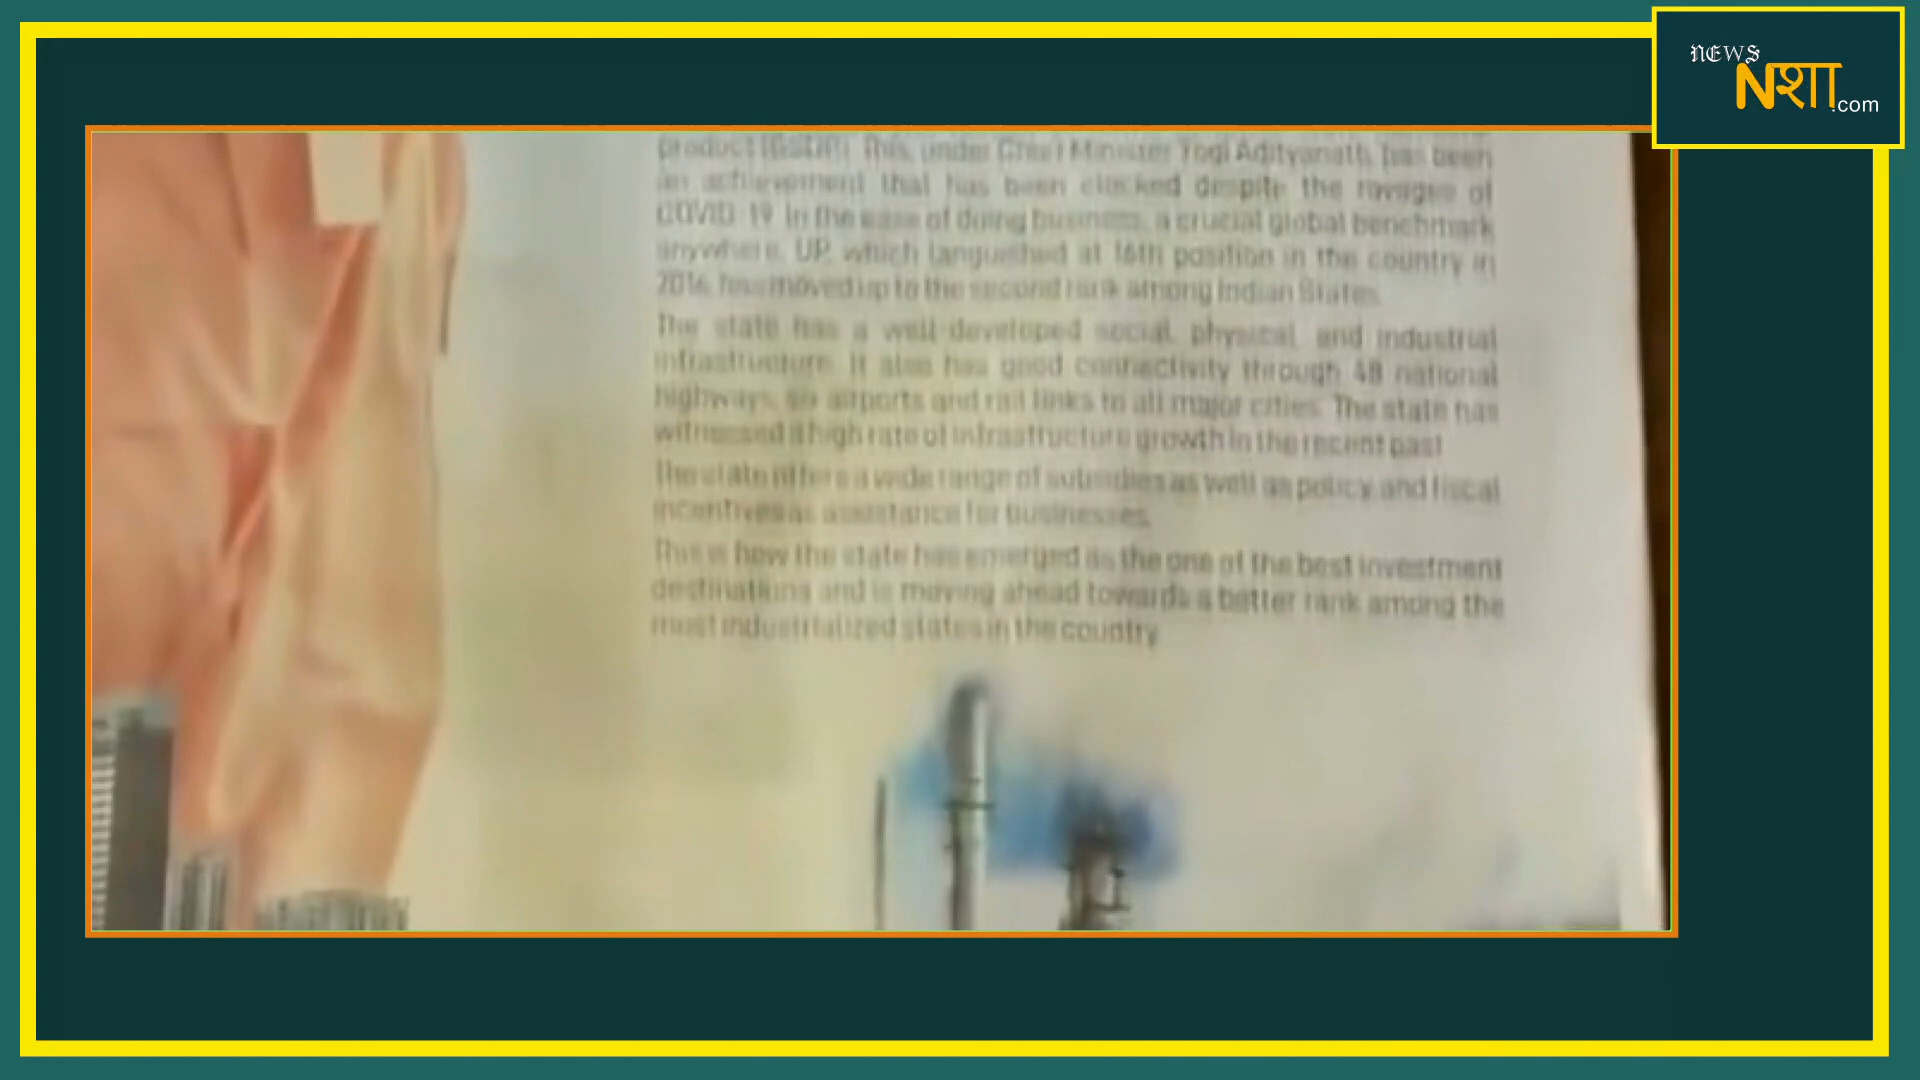 NEWS
Nशा
.com
product (GSDP). This, under Chief Minister Yogi Adityanath, has been
an achievement that has been clocked despite the ravages of
COVID-19. In the ease of doing business, a crucial global benchmark
anywhere, UP, which languished at 16th position in the country in
2016, has moved up to the second rank among Indian States.
The state has a well developed social, physical, and industrial
infrastructure. It also has good connectivity through 48 national
highways, six airports and rail links to all major cities. The state has
witnessed a high rate of infrastructure growth in the recent past.
The state offers a wide range of subsidies as well as policy and fiscal
incentives as assistance for businesses.
This is how the state has emerged as the one of the best investment
destinations and is moving ahead towards a better rank among the
most industrialized states in the country.